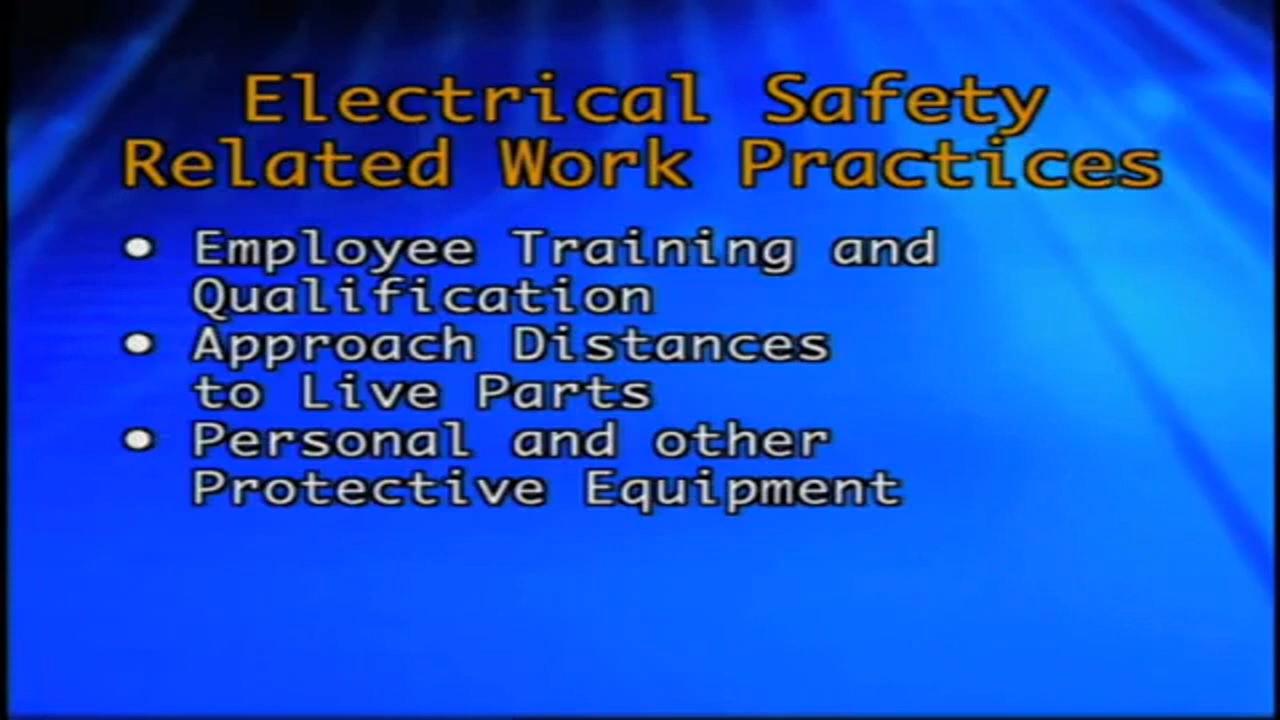 Electrical Safety
Related Work Practices
• Employee Training and
Qualification
• Approach Distances
to Live Parts
• Personal and other
Protective Equipment